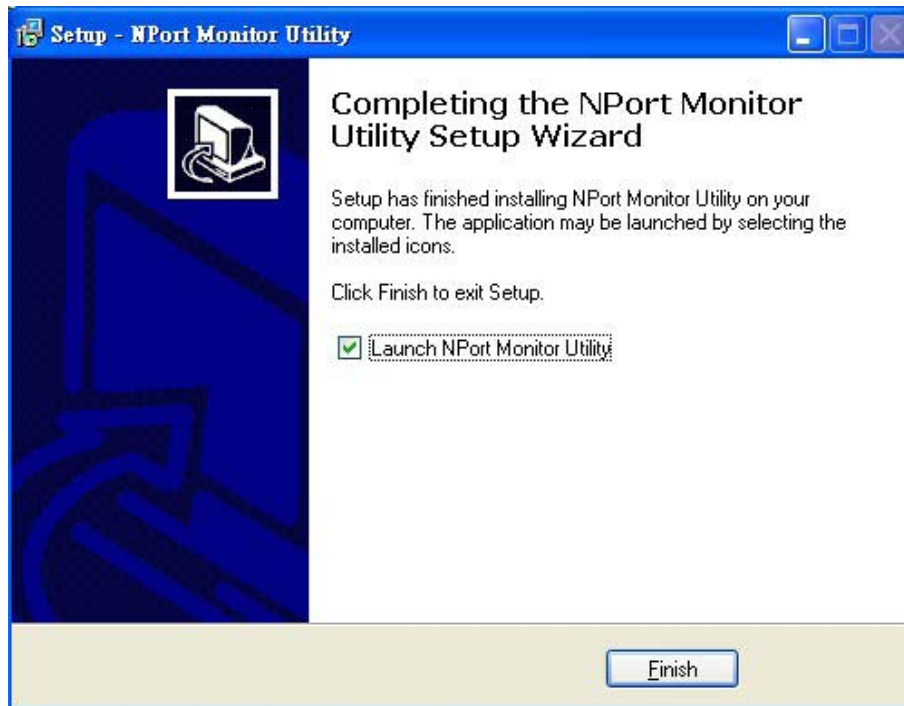 Setup - NPort Monitor Utility
Completing the NPort Monitor
Utility Setup Wizard
Setup has finished installing NPort Monitor Utility on your
computer. The application may be launched by selecting the
installed icons.
Click Finish to exit Setup.
Launch NPort Monitor Utility
Finish